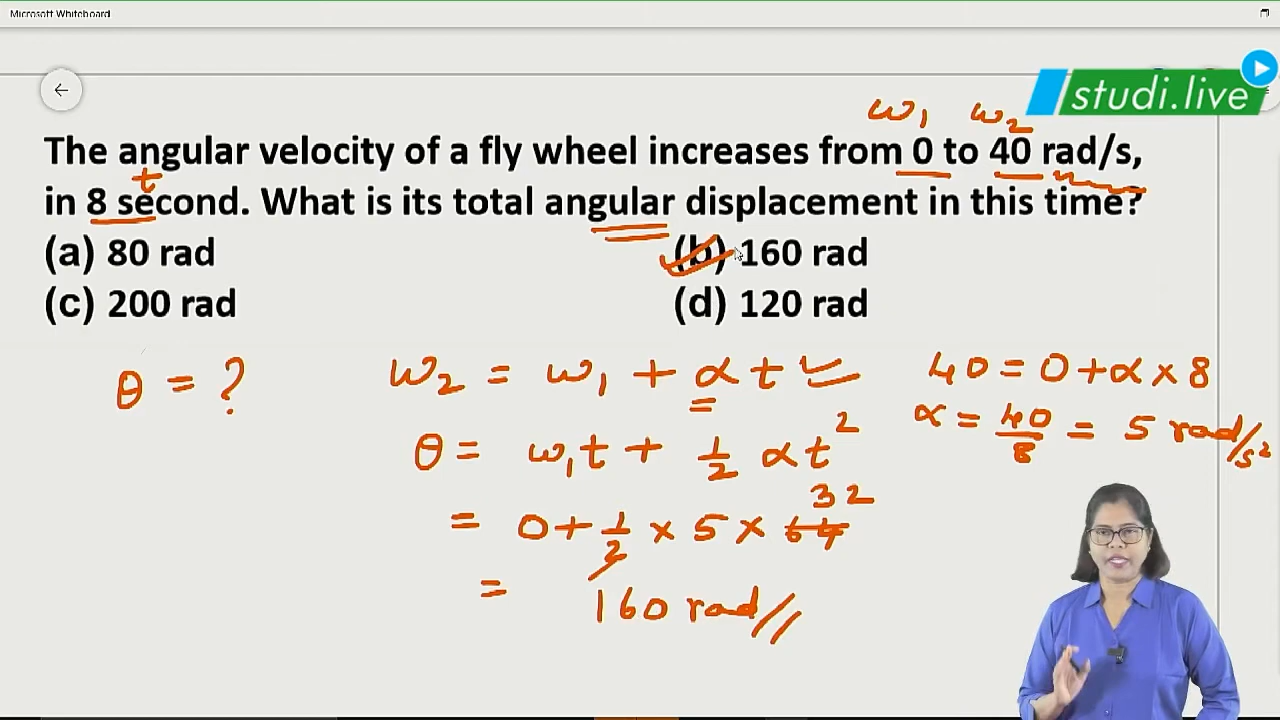 Microsoft Whiteboard
studi.live
ω₁ ω₂
The angular velocity of a fly wheel increases from 0 to 40 rad/s,
t
in 8 second. What is its total angular displacement in this time?
(a) 80 rad (b) 160 rad
(c) 200 rad (d) 120 rad
θ = ? ω₂ = ω₁ + α t 40 = 0 + α × 8
α = 40/8 = 5 rad/s²
θ = ω₁t + 1/2 αt²
32
= 0 + 1/2 × 5 × 64
= 160 rad//